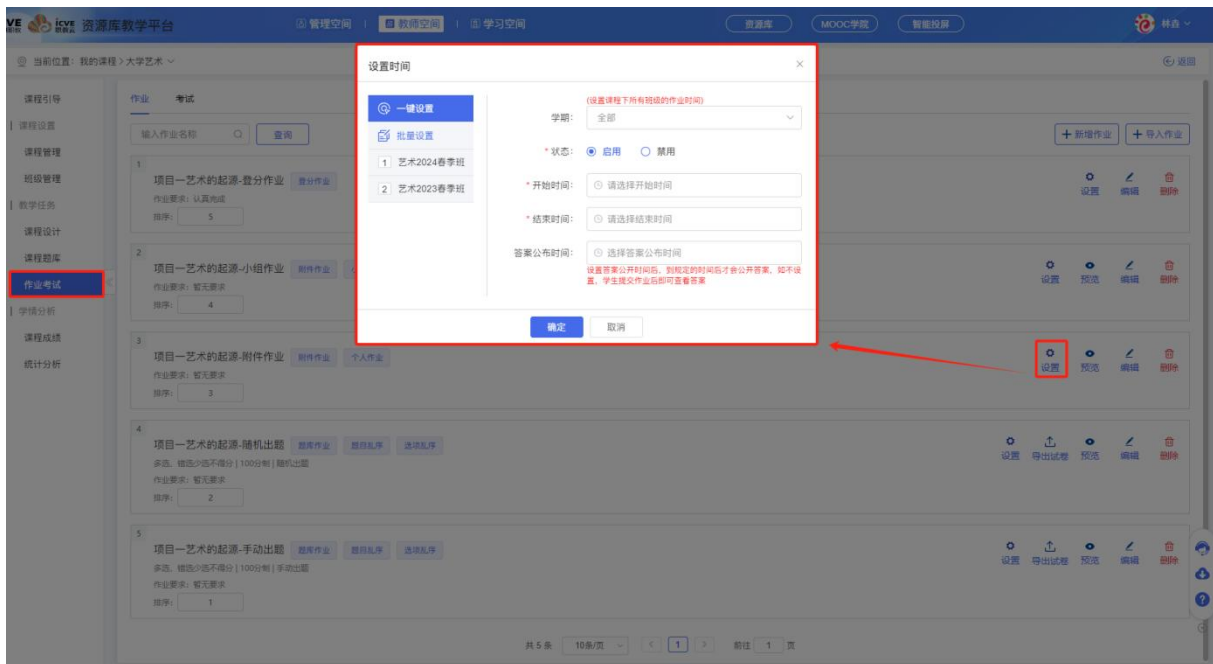 icve 资源库教学平台
管理空间
教师空间
学习空间
资源库
MOOC学院
智能投屏
当前位置：我的课程 > 大学艺术
返回
课程引导
课程设置
课程管理
班级管理
教学任务
课程设计
课程题库
作业考试
学情分析
课程成绩
统计分析
作业 考试
输入作业名称
查询
新增作业
导入作业
设置时间
一键设置
批量设置
1 艺术2024春季班
2 艺术2023春季班
(设置课程下所有班级的作业时间)
学期： 全部
* 状态： 启用 禁用
* 开始时间： 请选择开始时间
* 结束时间： 请选择结束时间
答案公布时间： 选择答案公布时间
设置答案公开时间后，到规定的时间后才会公开答案，如不设
置，学生提交作业后即可查看答案
确定 取消
1
项目一艺术的起源-登分作业 登分作业
作业要求：认真完成
排序： 5
设置 编辑 删除
2
项目一艺术的起源-小组作业 附件作业
作业要求：暂无要求
排序： 4
设置 预览 编辑 删除
3
项目一艺术的起源-附件作业 附件作业 个人作业
作业要求：暂无要求
排序： 3
设置 预览 编辑 删除
4
项目一艺术的起源-随机出题 题库作业 题目乱序 选项乱序
多选、错选少选不得分 | 100分制 | 随机出题
作业要求：暂无要求
排序： 2
设置 导出试卷 预览 编辑 删除
5
项目一艺术的起源-手动出题 题库作业 题目乱序 选项乱序
多选、错选少选不得分 | 100分制 | 手动出题
作业要求：暂无要求
排序： 1
设置 导出试卷 预览 编辑 删除
共 5 条 10条/页 < 1 > 前往 1 页